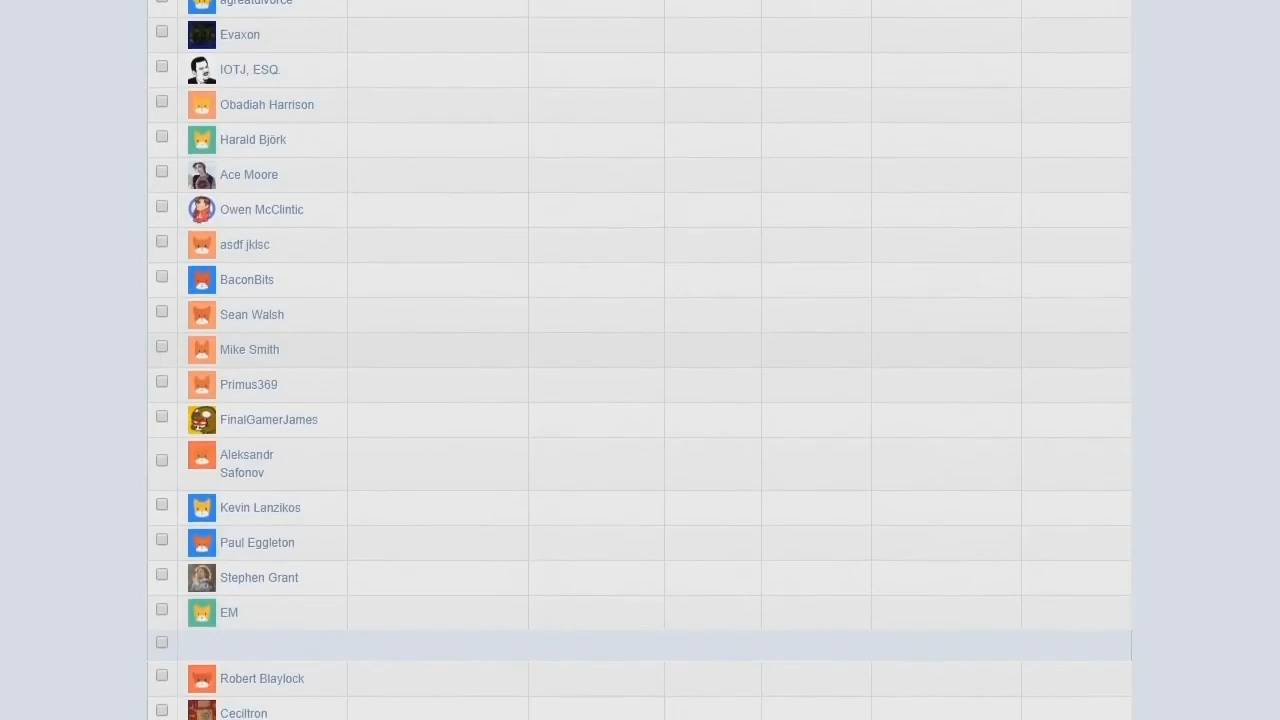 agreatdivorce
Evaxon
IOTJ, ESQ.
Obadiah Harrison
Harald Björk
Ace Moore
Owen McClintic
asdf.jklsc
BaconBits
Sean Walsh
Mike Smith
Primus369
FinalGamerJames
Aleksandr
Safonov
Kevin Lanzikos
Paul Eggleton
Stephen Grant
EM
Robert Blaylock
Ceciltron